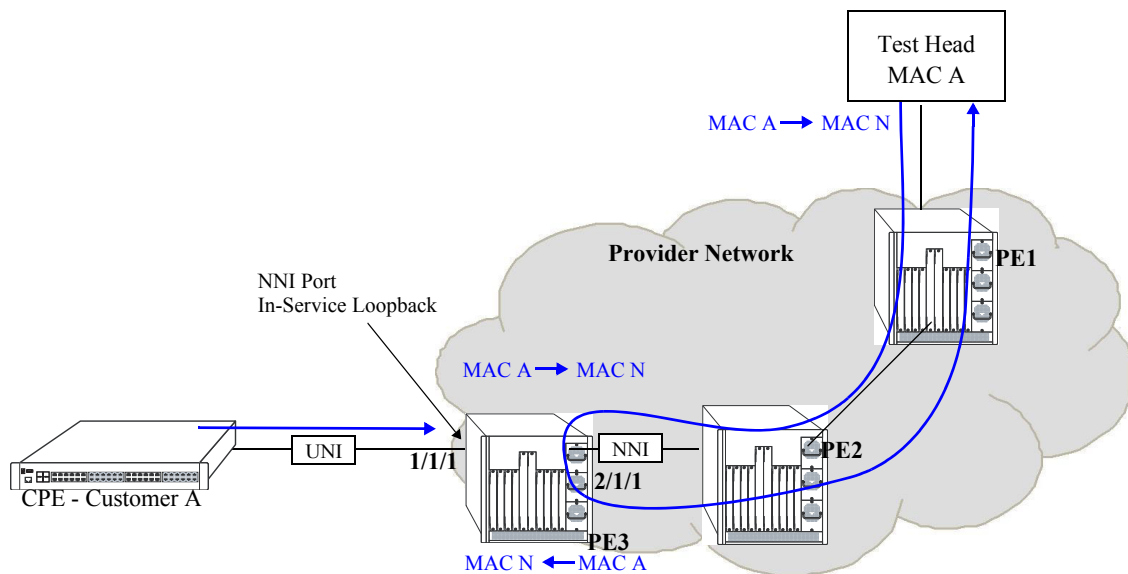 Test Head
MAC A
MAC A MAC N
PE1
Provider Network
NNI Port
In-Service Loopback
MAC A MAC N
UNI
1/1/1
NNI
PE2
2/1/1
CPE - Customer A
PE3
MAC N MAC A